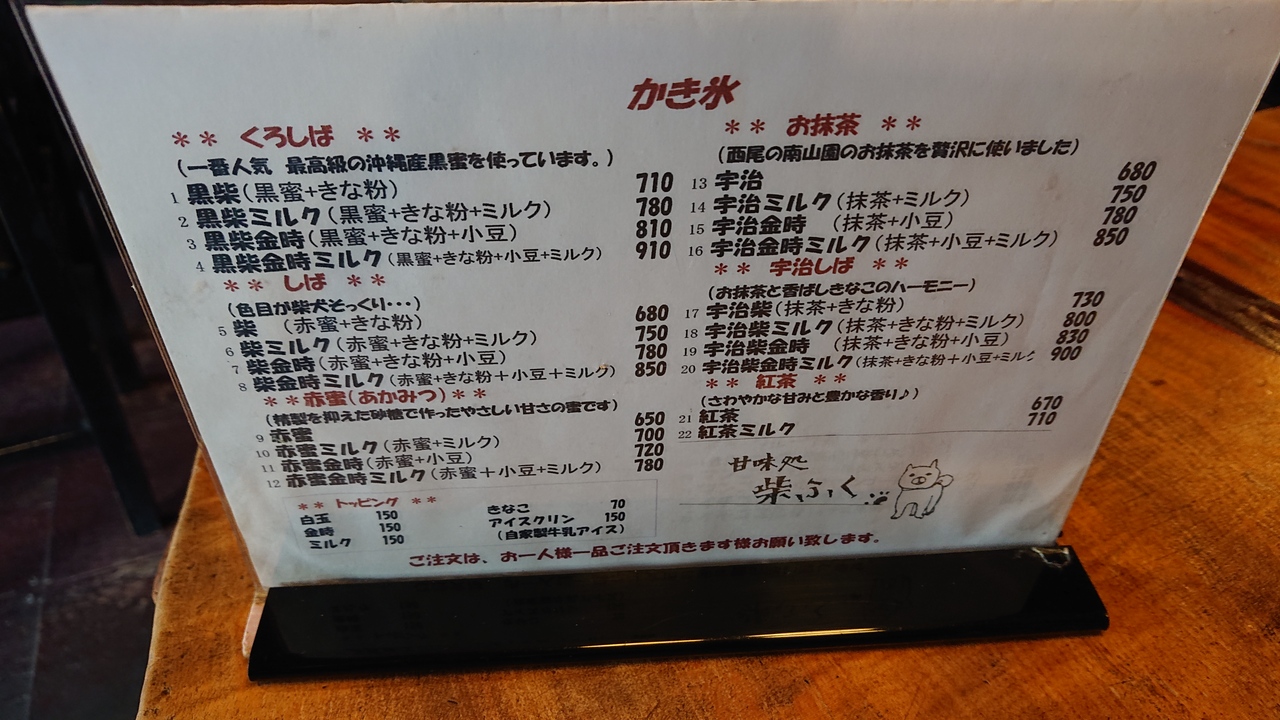 かき氷
** くろしば **
(一番人気 最高級の沖縄産黒蜜を使っています。)
1 黒柴(黒蜜+きな粉) 710
2 黒柴ミルク(黒蜜+きな粉+ミルク) 780
3 黒柴金時(黒蜜+きな粉+小豆) 810
4 黒柴金時ミルク(黒蜜+きな粉+小豆+ミルク) 910
** しば **
(色目が柴犬そっくり・・・)
5 柴 (赤蜜+きな粉) 680
6 柴ミルク(赤蜜+きな粉+ミルク) 750
7 柴金時(赤蜜+きな粉+小豆) 780
8 柴金時ミルク(赤蜜+きな粉+小豆+ミルク) 850
**赤蜜(あかみつ)**
(精製を抑えた砂糖で作ったやさしい甘さの蜜です)
9 赤蜜 650
10 赤蜜ミルク(赤蜜+ミルク) 700
11 赤蜜金時(赤蜜+小豆) 720
12 赤蜜金時ミルク(赤蜜+小豆+ミルク) 780
** トッピング **
白玉 150
金時 150
ミルク 150
きなこ 70
アイスクリン 150
(自家製牛乳アイス)
** お抹茶 **
(西尾の南山園のお抹茶を贅沢に使いました)
13 宇治 680
14 宇治ミルク(抹茶+ミルク) 750
15 宇治金時 (抹茶+小豆) 780
16 宇治金時ミルク(抹茶+小豆+ミルク) 850
** 宇治しば **
(お抹茶と香ばしきなこのハーモニー)
17 宇治柴(抹茶+きな粉) 730
18 宇治柴ミルク(抹茶+きな粉+ミルク) 800
19 宇治柴金時 (抹茶+きな粉+小豆) 830
20 宇治柴金時ミルク(抹茶+きな粉+小豆+ミルク 900
** 紅茶 **
(さわやかな甘みと豊かな香り♪)
21 紅茶 670
22 紅茶ミルク 710
甘味処
柴ふく
ご注文は、お一人様一品ご注文頂きます様お願い致します。